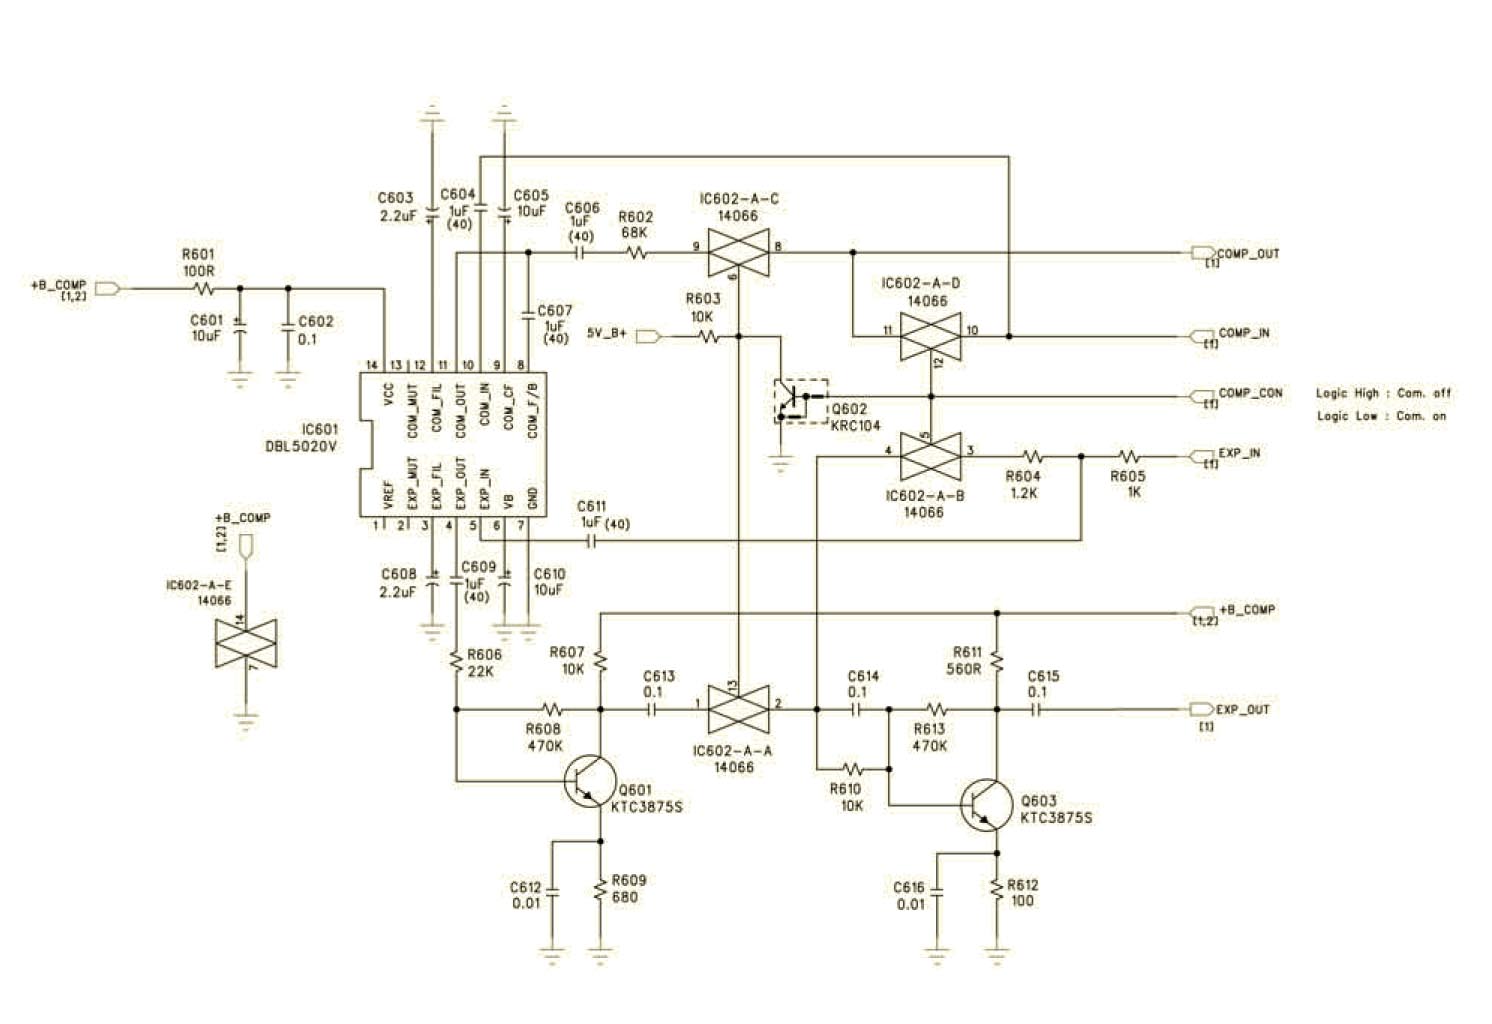 C603
2.2uF
C604
1uF
(40)
C605
10uF
C606
1uF
(40)
R602
68K
IC602-A-C
14066
9
8
6
COMP_OUT
[1]
R601
100R
+B_COMP
[1,2]
C601
10uF
C602
0.1
C607
1uF
(40)
R603
10K
5V_B+
IC602-A-D
14066
11
10
12
COMP_IN
[1]
14
13
12
11
10
9
8
VCC
COM_MUT
COM_FIL
COM_OUT
COM_IN
COM_CF
COM_F/B
IC601
DBL5020V
VREF
EXP_MUT
EXP_FIL
EXP_OUT
EXP_IN
VB
GND
1
2
3
4
5
6
7
Q602
KRC104
COMP_CON
[1]
Logic High : Com. off
Logic Low : Com. on
5
4
3
IC602-A-B
14066
R604
1.2K
R605
1K
EXP_IN
[1]
C611
1uF (40)
+B_COMP
[1,2]
IC602-A-E
14066
14
7
C608
2.2uF
C609
1uF
(40)
C610
10uF
+B_COMP
[1,2]
R606
22K
R607
10K
C613
0.1
13
1
2
IC602-A-A
14066
C614
0.1
R611
560R
C615
0.1
EXP_OUT
[1]
R608
470K
R613
470K
R610
10K
Q601
KTC3875S
Q603
KTC3875S
C612
0.01
R609
680
C616
0.01
R612
100